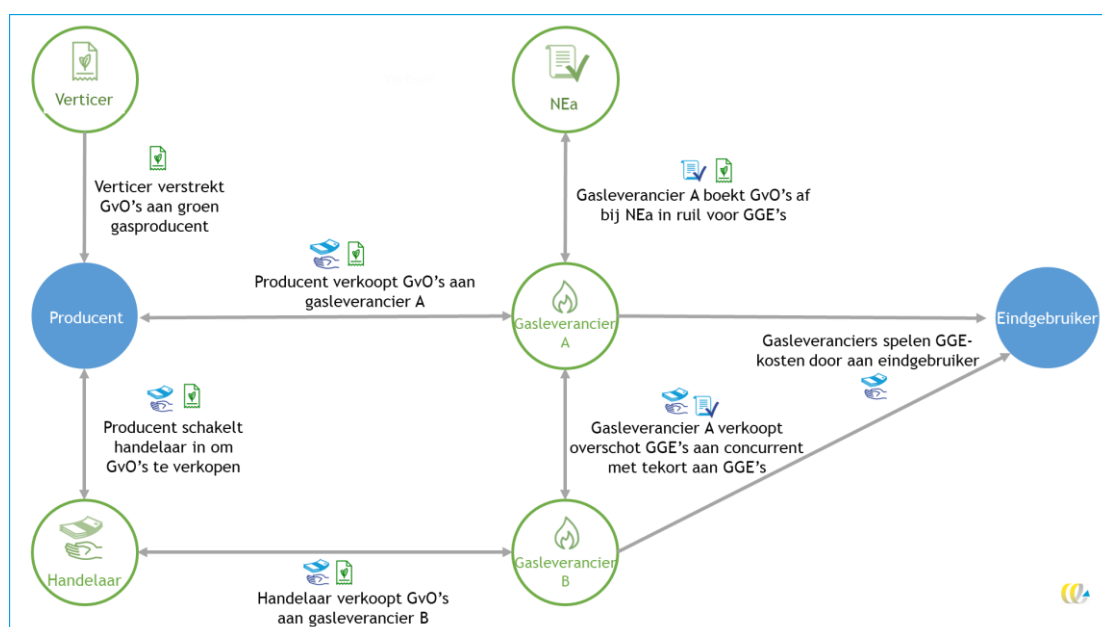 Verticer
NEa
Verticer verstrekt
GvO's aan groen
gasproducent
Gasleverancier A boekt GvO's af
bij NEa in ruil voor GGE's
Producent verkoopt GvO's aan
gasleverancier A
Producent
Gasleverancier
A
Eindgebruiker
Gasleveranciers spelen GGE-
kosten door aan eindgebruiker
Producent schakelt
handelaar in om
GvO's te verkopen
Gasleverancier A verkoopt
overschot GGE's aan concurrent
met tekort aan GGE's
Handelaar
Gasleverancier
B
Handelaar verkoopt GvO's
aan gasleverancier B